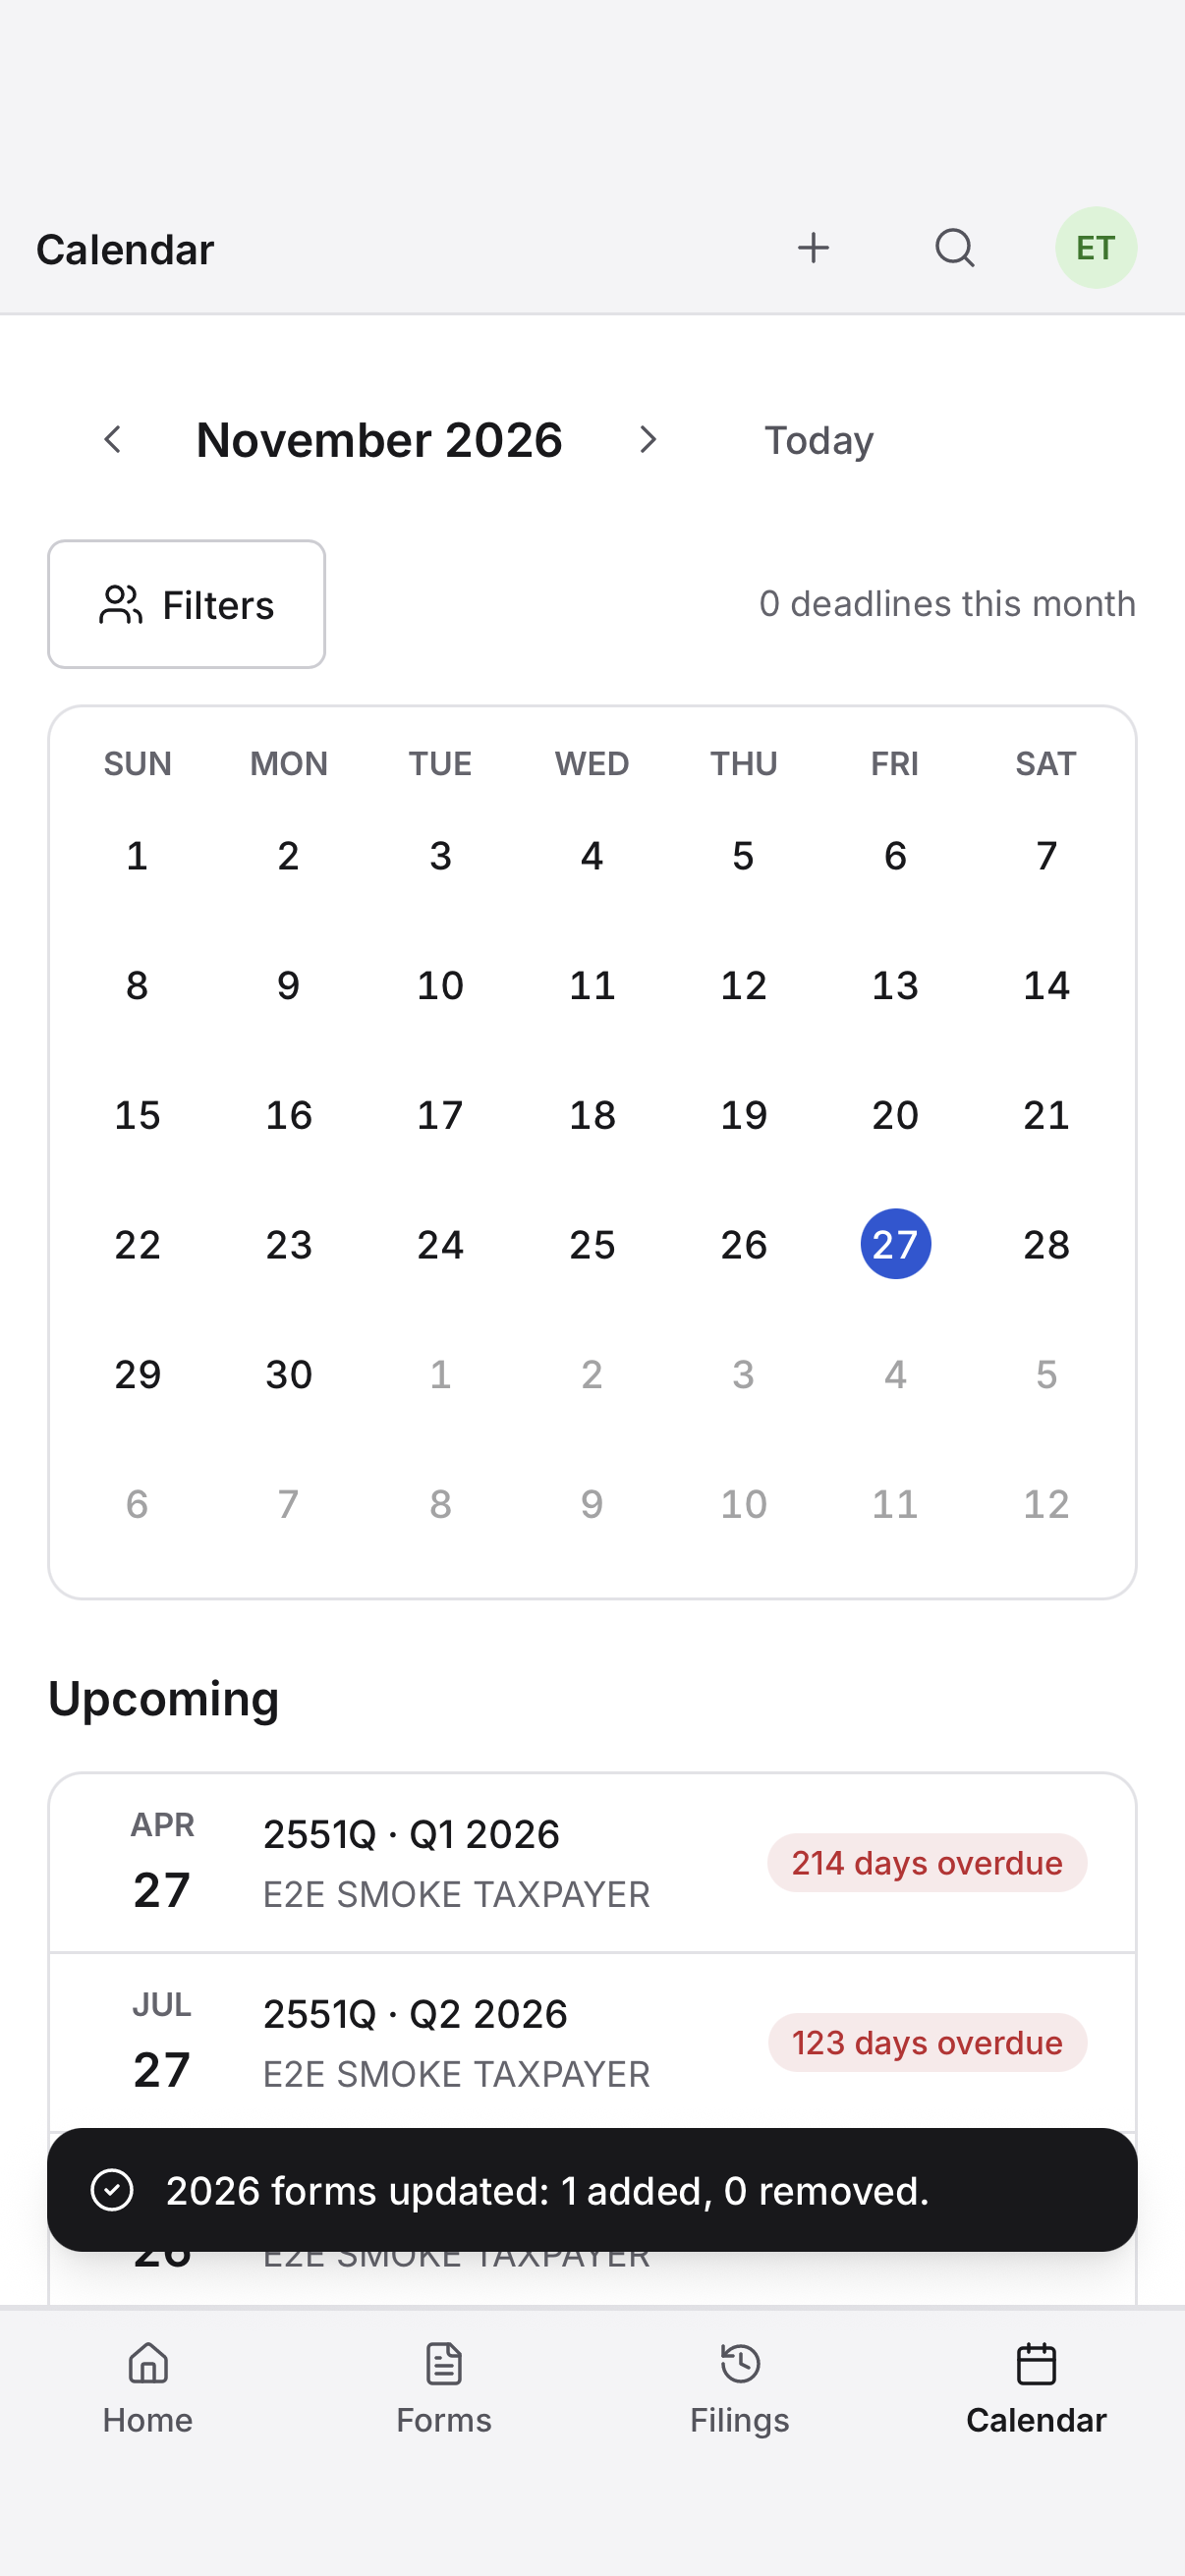 Calendar
ET
November 2026
Today
Filters
0 deadlines this month
SUN MON TUE WED THU FRI SAT
1 2 3 4 5 6 7
8 9 10 11 12 13 14
15 16 17 18 19 20 21
22 23 24 25 26 27 28
29 30 1 2 3 4 5
6 7 8 9 10 11 12
Upcoming
APR
27
2551Q · Q1 2026
E2E SMOKE TAXPAYER
214 days overdue
JUL
27
2551Q · Q2 2026
E2E SMOKE TAXPAYER
123 days overdue
2026 forms updated: 1 added, 0 removed.
E2E SMOKE TAXPAYER
Home
Forms
Filings
Calendar